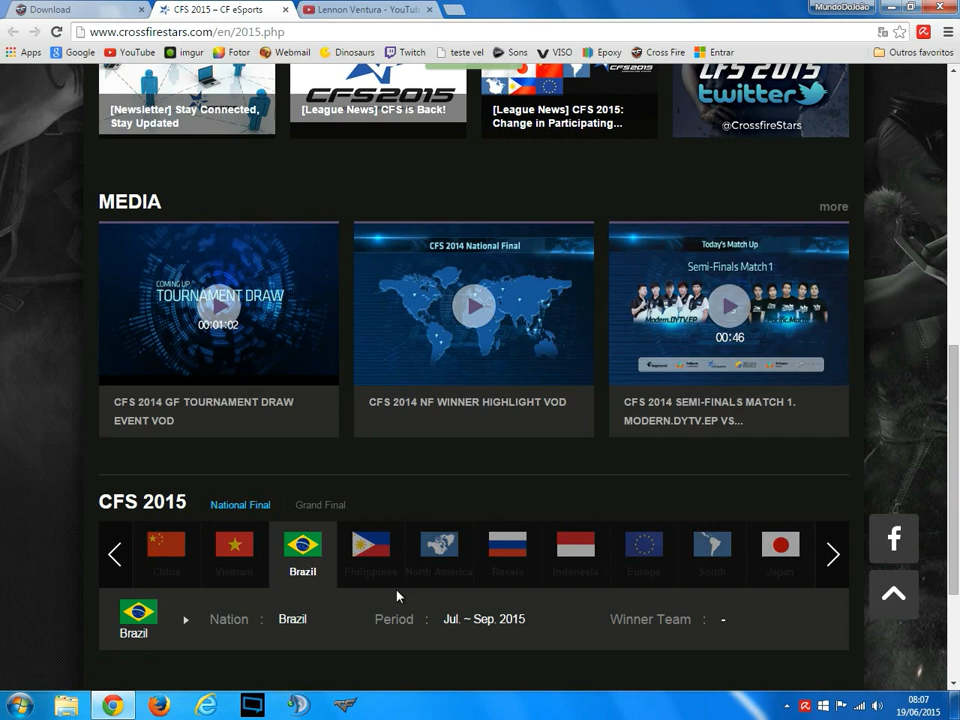 Download
CFS 2015 – CF eSports
Lennon Ventura - YouTu
MundoDoJoão
www.crossfirestars.com/en/2015.php
Apps
Google
YouTube
imgur
Fotor
Webmail
Dinosaurs
Twitch
teste vel
Sons
VISO
Epoxy
Cross Fire
Entrar
Outros favoritos
[Newsletter] Stay Connected,
Stay Updated
CFS 2015
[League News] CFS is Back!
[League News] CFS 2015:
Change in Participating...
CFS 2015
twitter
@CrossfireStars
MEDIA
more
COMING UP
TOURNAMENT DRAW
00:01:02
CFS 2014 National Final
Today's Match Up
Semi-Finals Match 1
Modern.DYTV.EP
00:46
CFS 2014 GF TOURNAMENT DRAW
EVENT VOD
CFS 2014 NF WINNER HIGHLIGHT VOD
CFS 2014 SEMI-FINALS MATCH 1.
MODERN.DYTV.EP VS...
CFS 2015
National Final
Grand Final
China
Vietnam
Brazil
Philippines
North America
Russia
Indonesia
Europe
South
Japan
Brazil
Nation : Brazil
Period : Jul. ~ Sep. 2015
Winner Team : -
08:07
19/06/2015